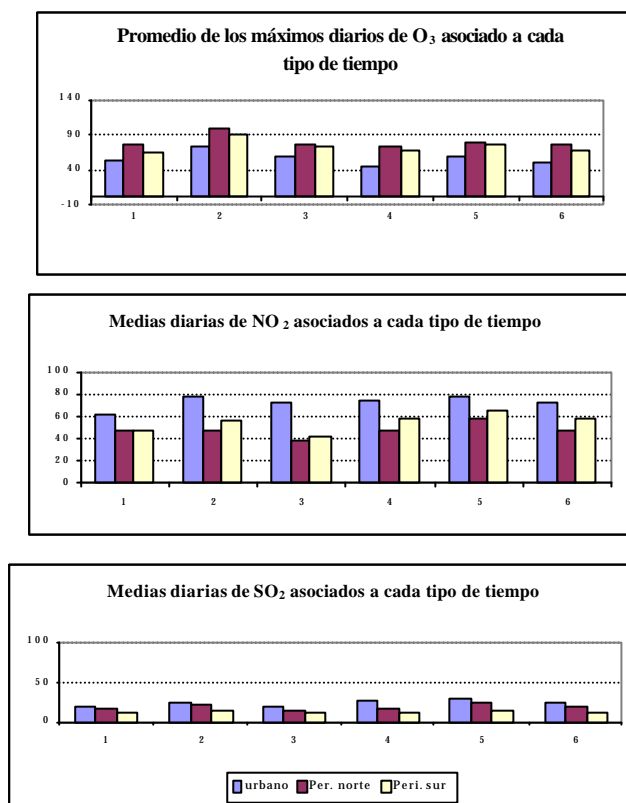 Promedio de los máximos diarios de O₃ asociado a cada
tipo de tiempo
140
90
40
-10
1 2 3 4 5 6
Medias diarias de NO₂ asociados a cada tipo de tiempo
100
80
60
40
20
0
1 2 3 4 5 6
Medias diarias de SO₂ asociados a cada tipo de tiempo
100
50
0
1 2 3 4 5 6
urbano Per. norte Peri. sur